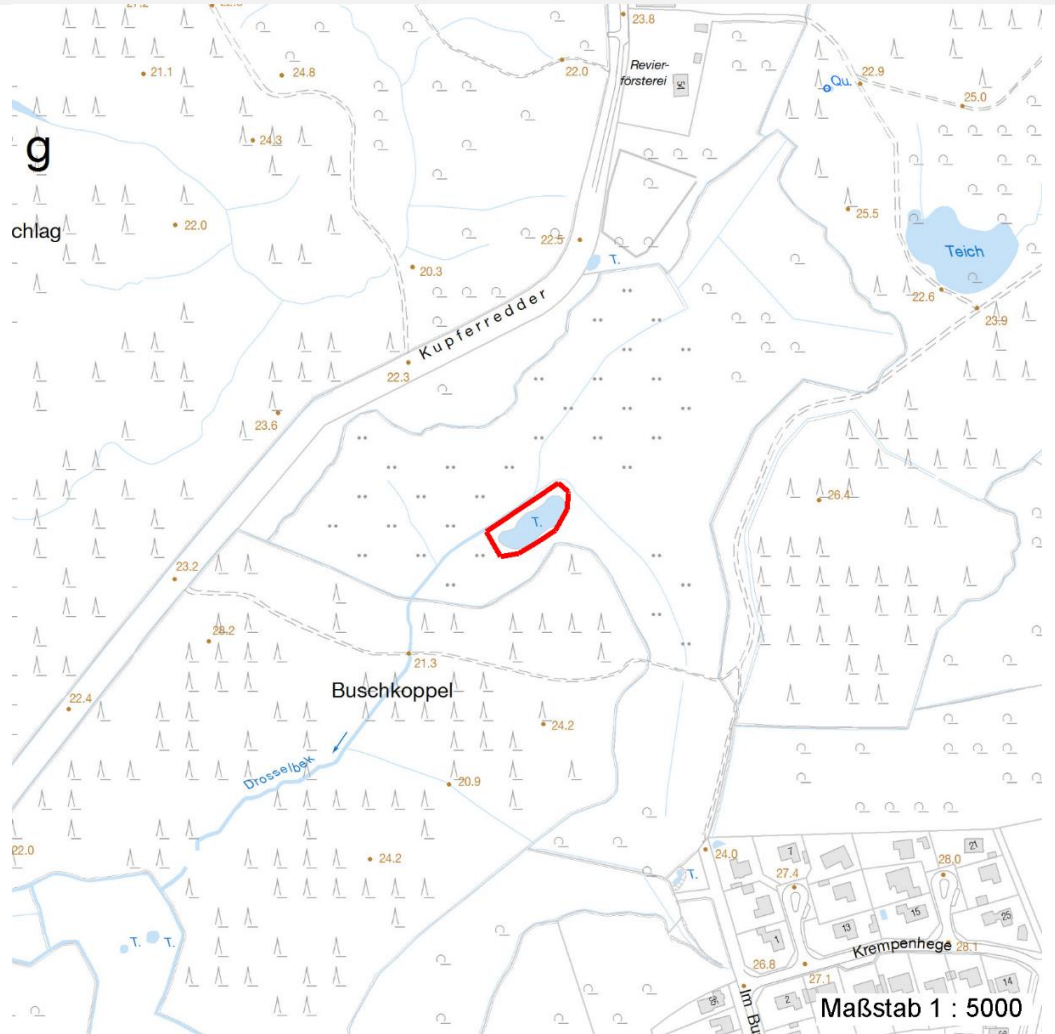 23.8
24.8
21.1
22.0
Revier-
försterei
54
22.9
Qu.
25.0
24.3
g
chlag
22.0
25.5
22.5
T.
Teich
20.3
22.6
23.9
Kupferredder
22.3
23.6
26.4
T.
23.2
28.2
21.3
Buschkoppel
22.4
24.2
Drosselbek
20.9
24.0
22.0
24.2
7
21
27.4
28.0
T.
15
25
13
T.
T.
1
Krempenhege
28.1
26.8
27.1
14
2
Maßstab 1 : 5000